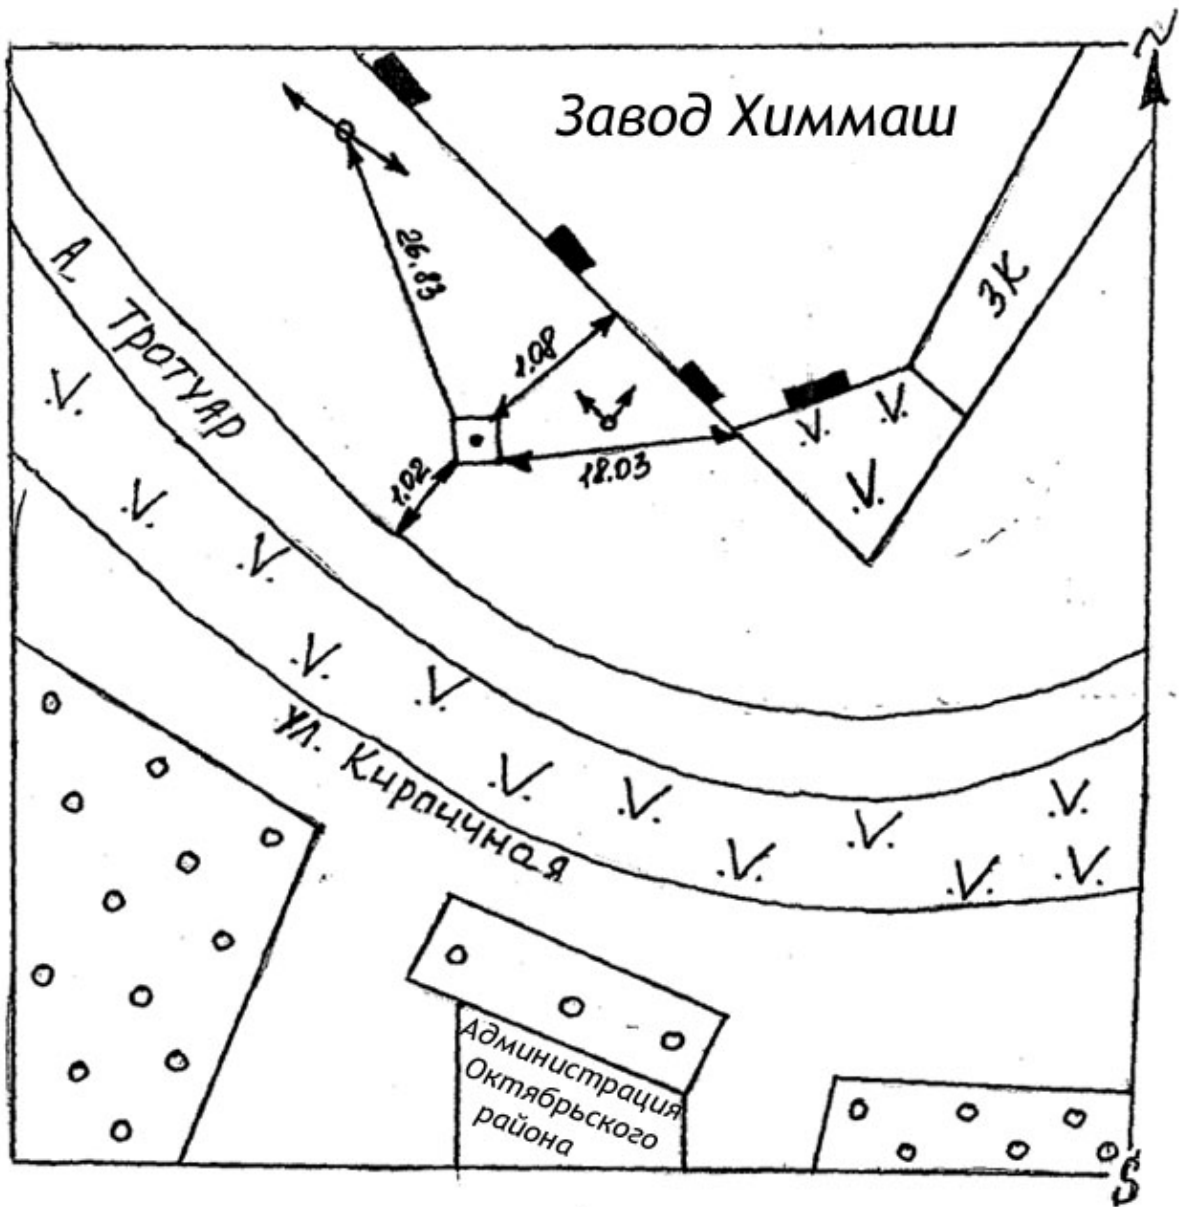 N
Завод Химмаш
26.83
ЗК
А. Тротуар
1.08
18.03
1.02
Ул. Кирпичная
Администрация
Октябрьского
района
S